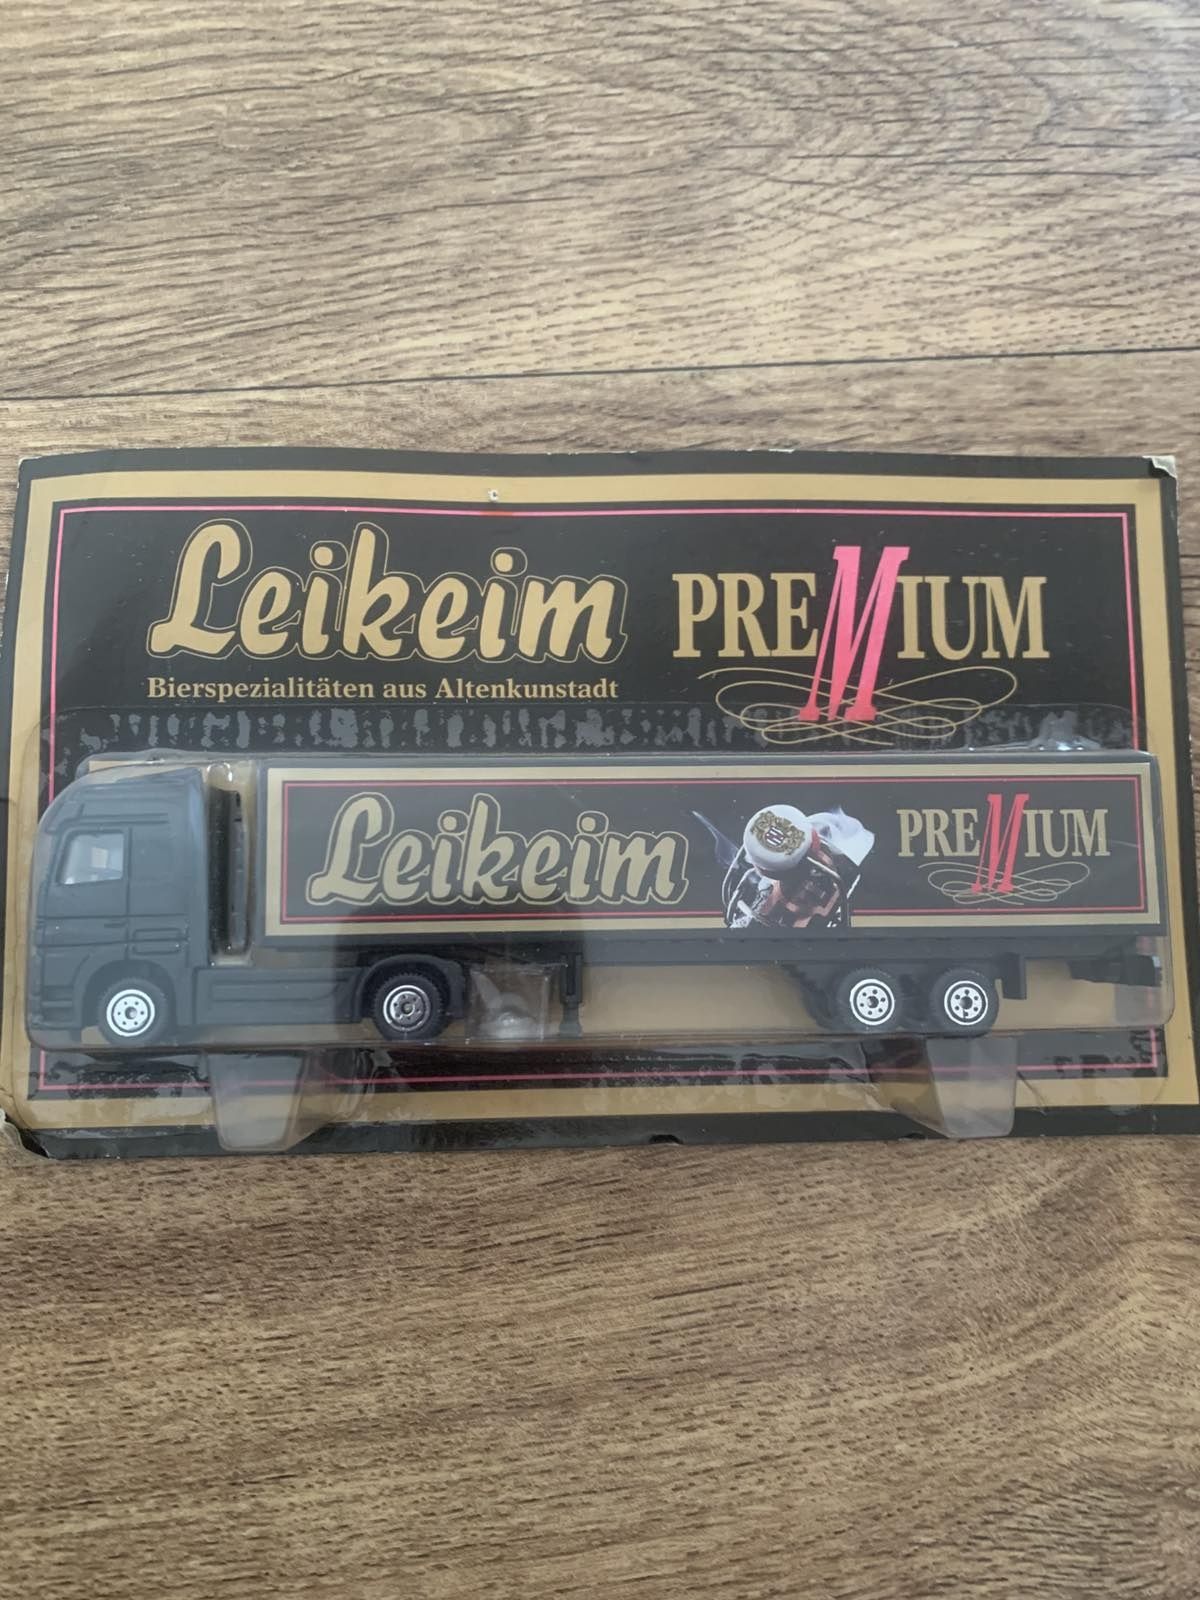 Leikeim PREMIUM
Bierspezialitäten aus Altenkunstadt
Leikeim PREMIUM